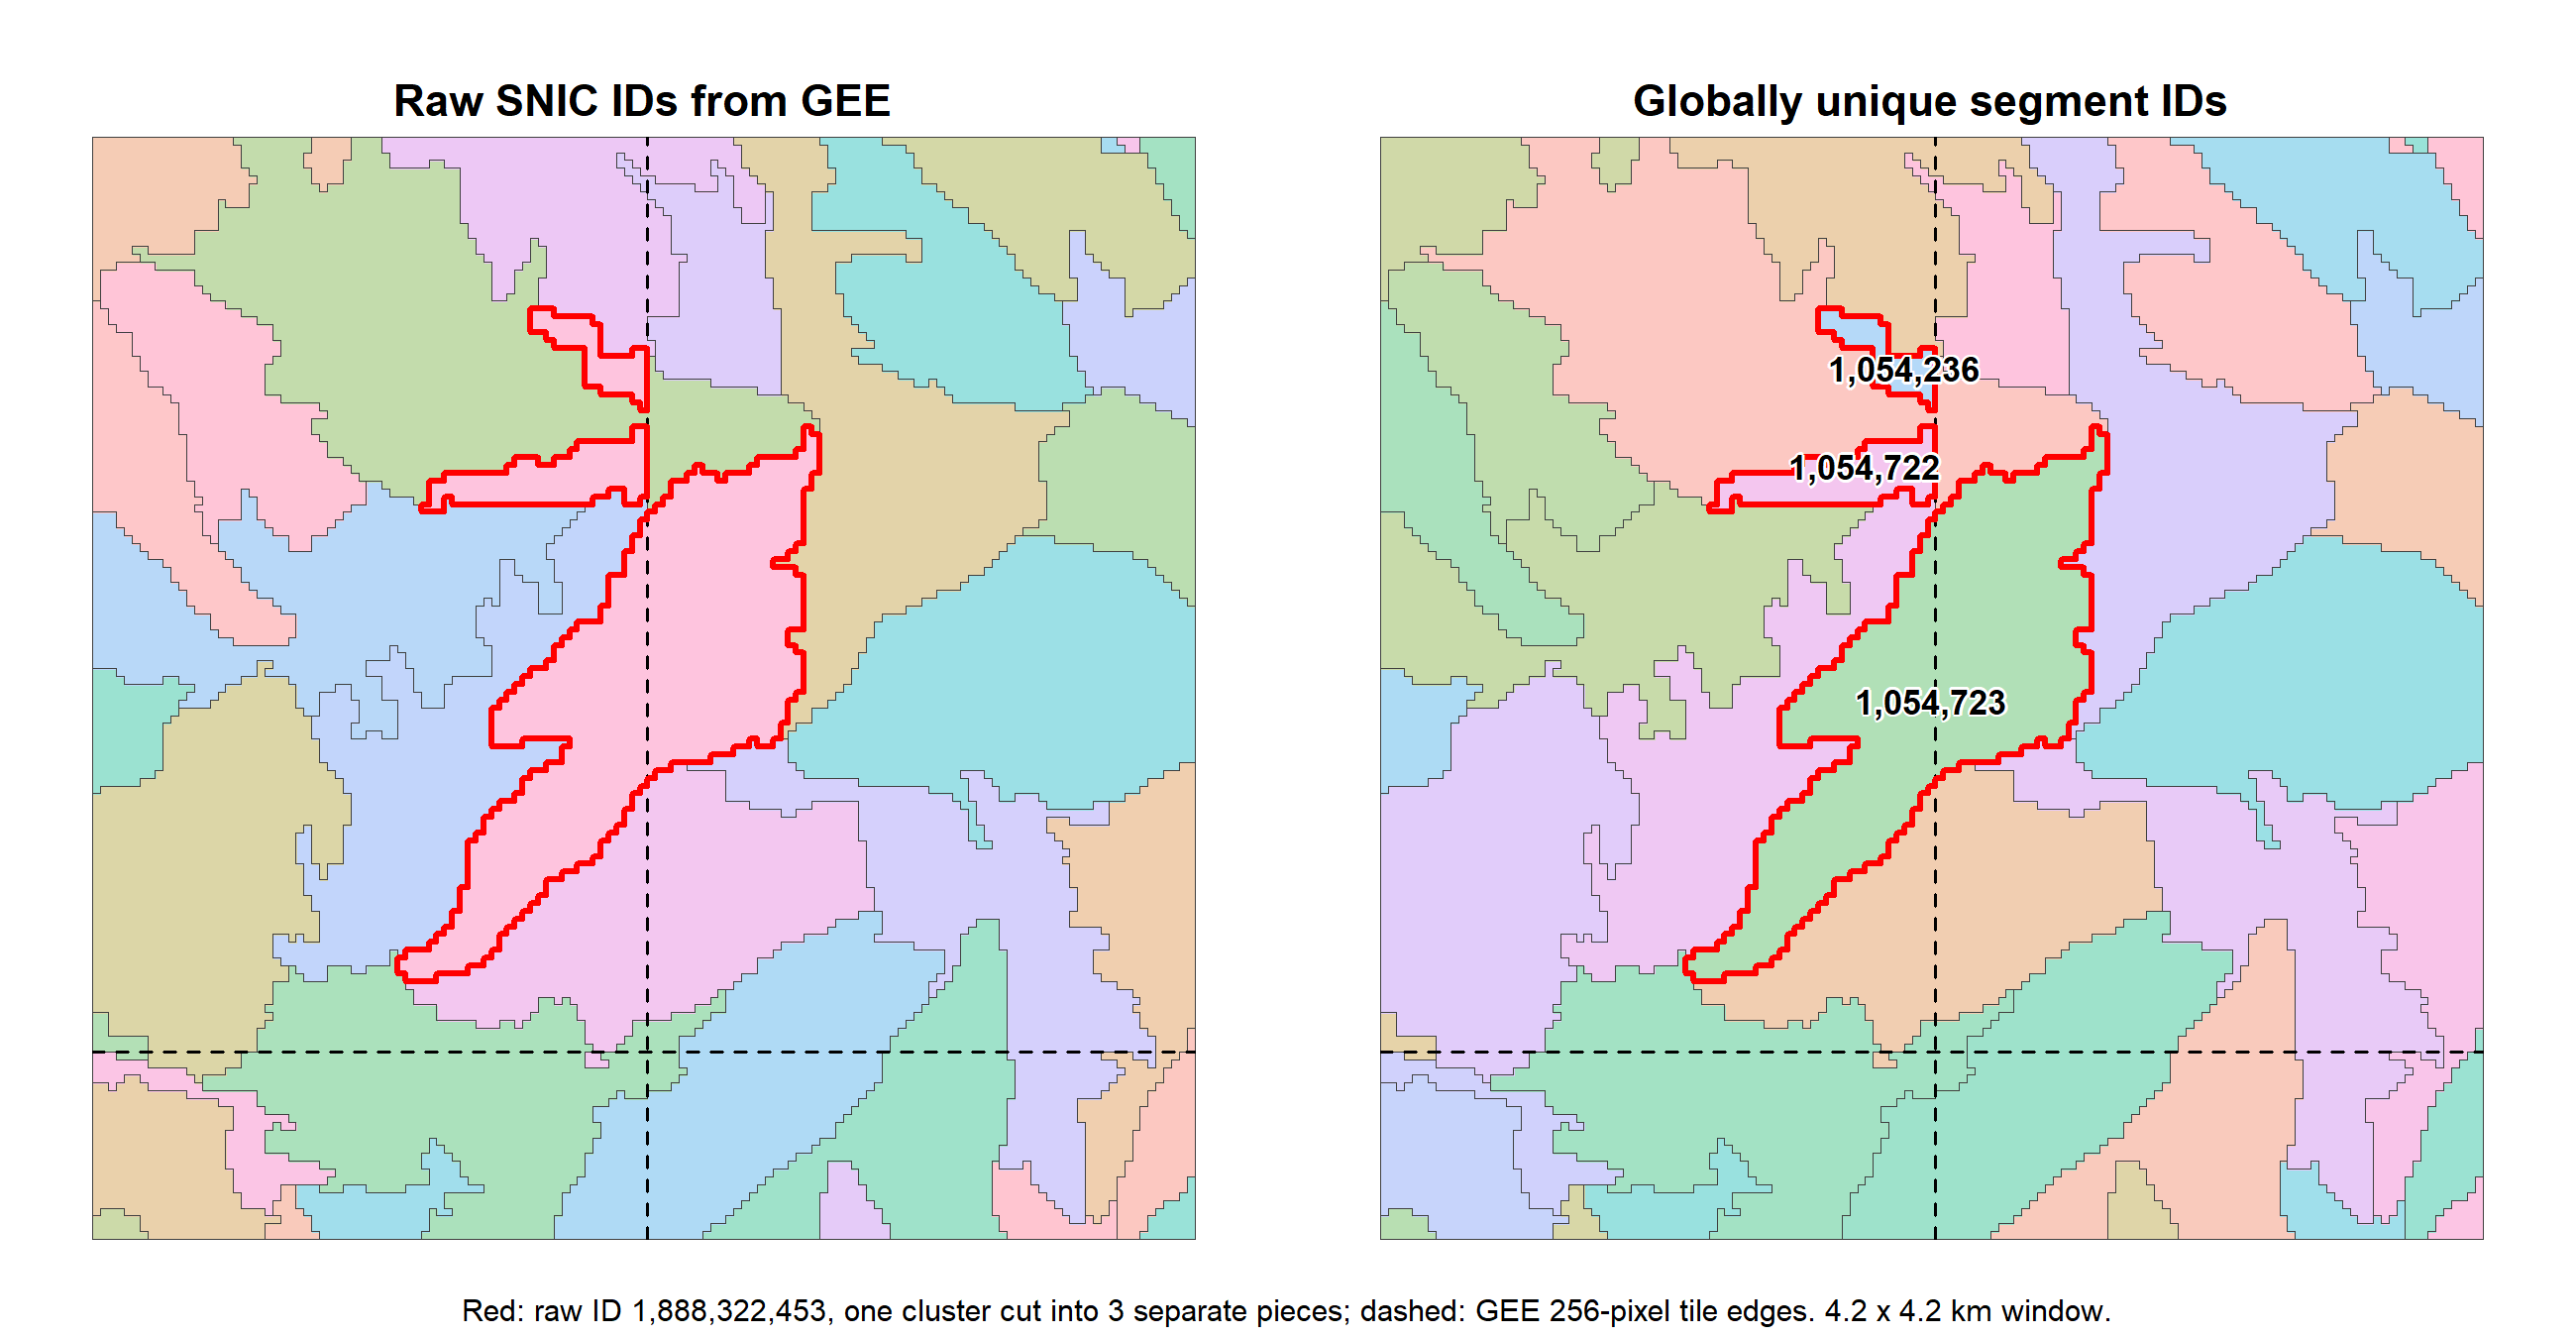 Raw SNIC IDs from GEE
Globally unique segment IDs
1,054,236
1,054,722
1,054,723
Red: raw ID 1,888,322,453, one cluster cut into 3 separate pieces; dashed: GEE 256-pixel tile edges. 4.2 x 4.2 km window.